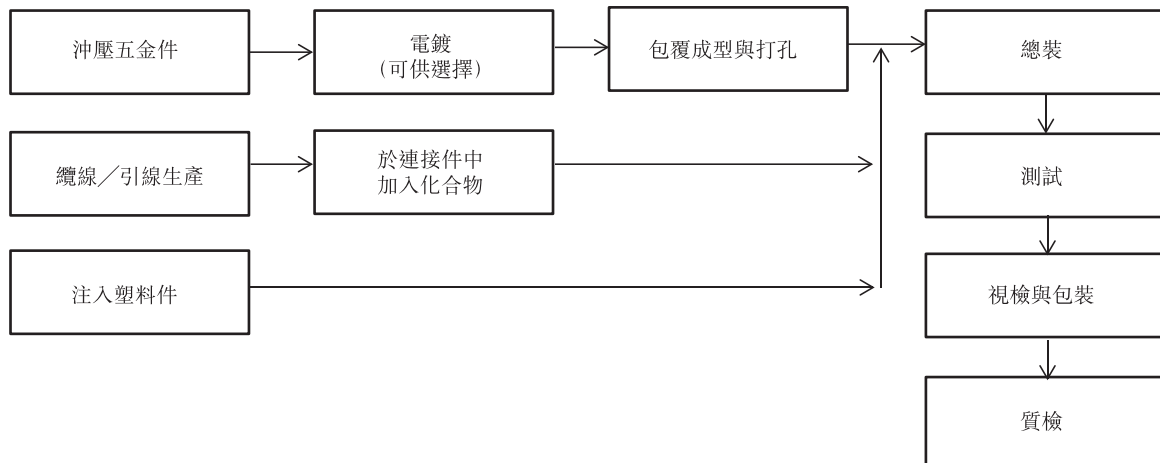 沖壓五金件
電鍍
(可供選擇)
包覆成型與打孔
總裝
纜線／引線生產
於連接件中
加入化合物
測試
注入塑料件
視檢與包裝
質檢